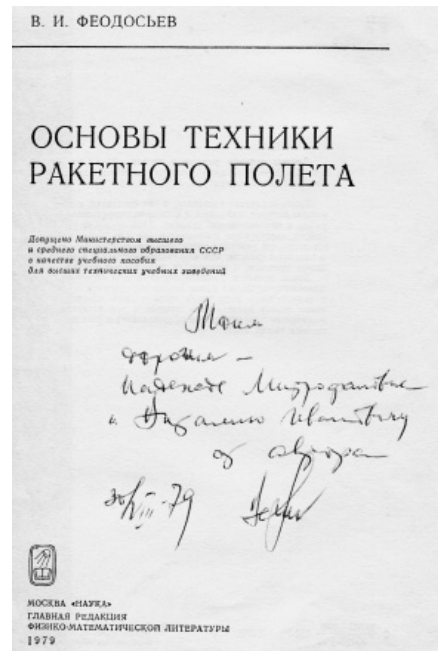 В. И. ФЕОДОСЬЕВ
ОСНОВЫ ТЕХНИКИ
РАКЕТНОГО ПОЛЕТА
Допущено Министерством высшего
и среднего специального образования СССР
в качестве учебного пособия
для высших технических учебных заведений
Моим
дорогим –
Надежде Митрофановне
и Ивановичу
от автора
79
МОСКВА «НАУКА»
ГЛАВНАЯ РЕДАКЦИЯ
ФИЗИКО-МАТЕМАТИЧЕСКОЙ ЛИТЕРАТУРЫ
1979